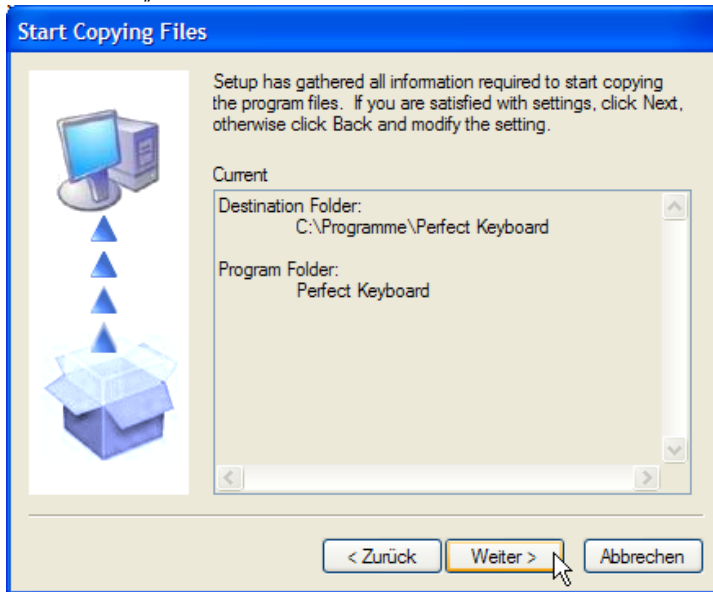 Start Copying Files
Setup has gathered all information required to start copying
the program files.  If you are satisfied with settings, click Next,
otherwise click Back and modify the setting.
Current
Destination Folder:
C:\Programme\Perfect Keyboard
Program Folder:
Perfect Keyboard
< Zurück
Weiter >
Abbrechen